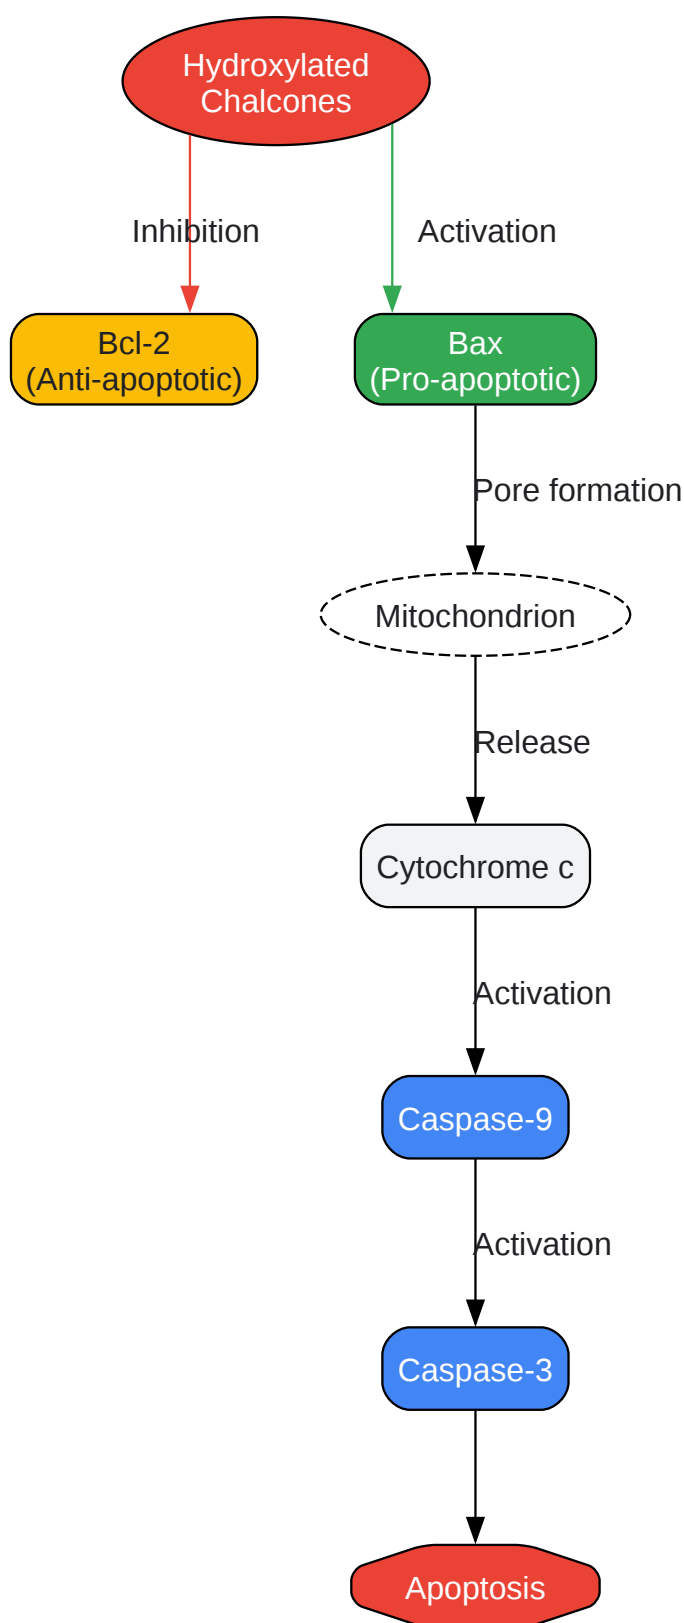 Hydroxylated
Chalcones
Inhibition
Activation
Bcl-2
(Anti-apoptotic)
Bax
(Pro-apoptotic)
Pore formation
Mitochondrion
Release
Cytochrome c
Activation
Caspase-9
Activation
Caspase-3
Apoptosis